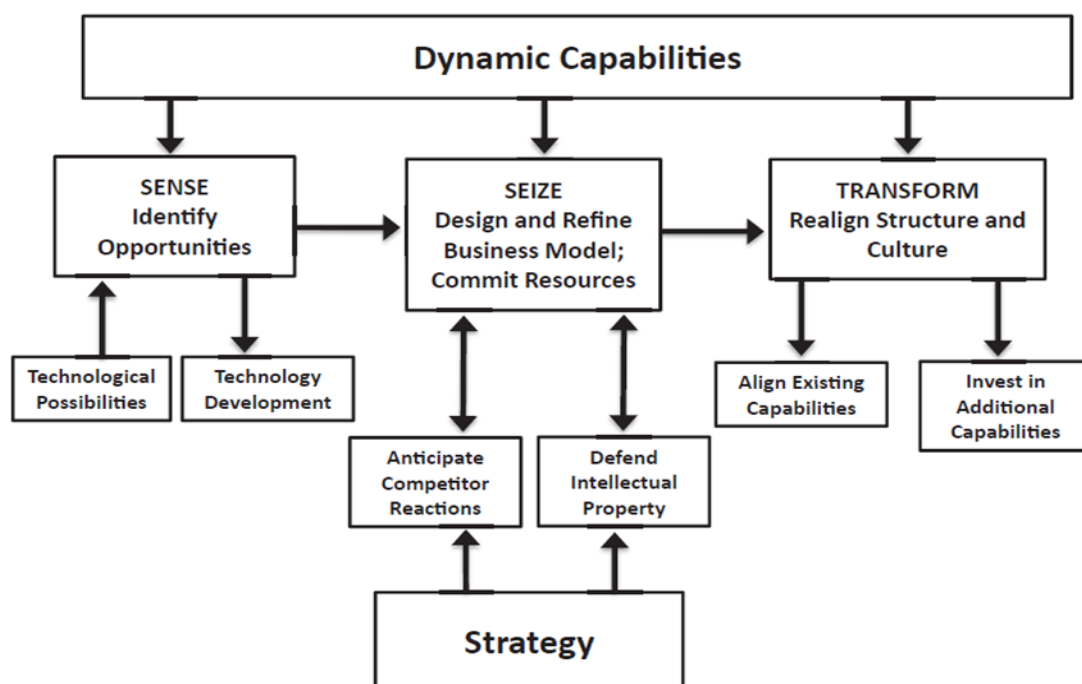 Dynamic Capabilities
SENSE
Identify
Opportunities
SEIZE
Design and Refine
Business Model;
Commit Resources
TRANSFORM
Realign Structure and
Culture
Technological
Possibilities
Technology
Development
Anticipate
Competitor
Reactions
Defend
Intellectual
Property
Align Existing
Capabilities
Invest in
Additional
Capabilities
Strategy